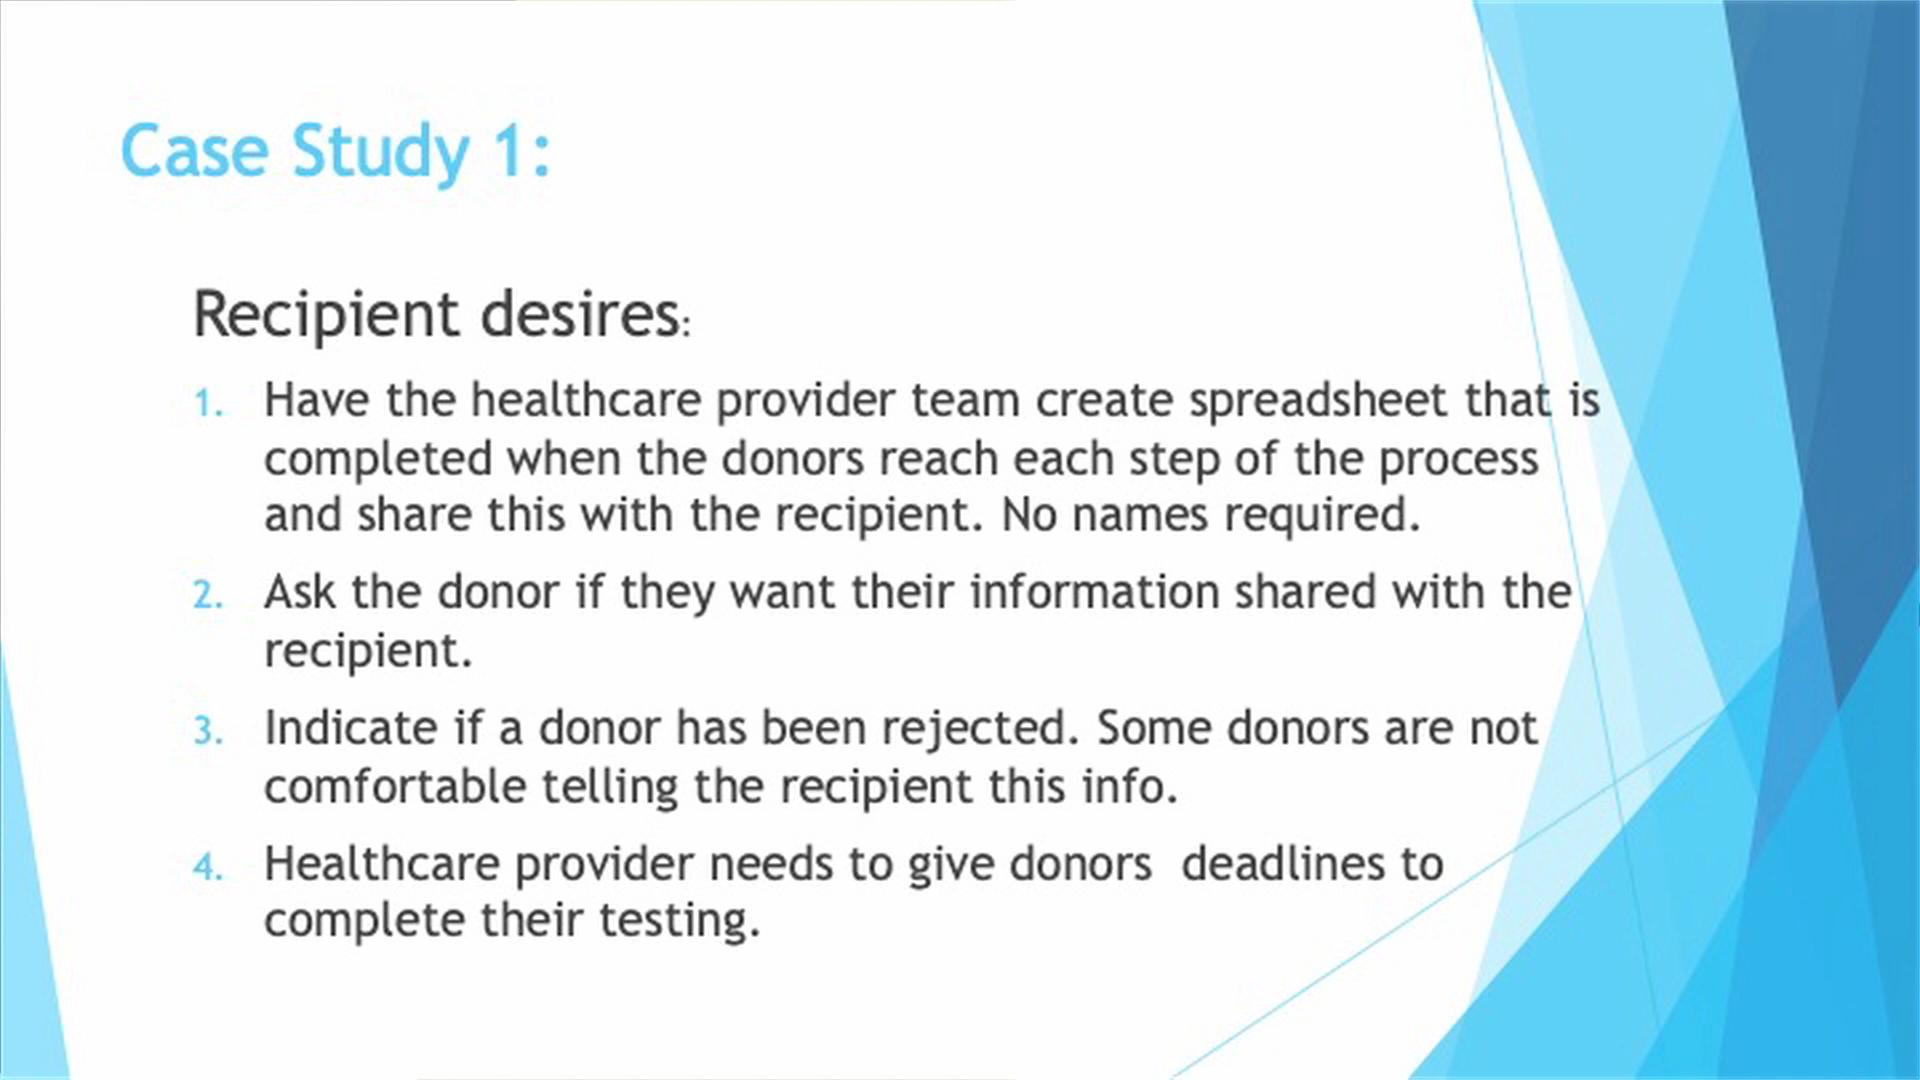 Case Study 1:
Recipient desires:
1. Have the healthcare provider team create spreadsheet that is
completed when the donors reach each step of the process
and share this with the recipient. No names required.
2. Ask the donor if they want their information shared with the
recipient.
3. Indicate if a donor has been rejected. Some donors are not
comfortable telling the recipient this info.
4. Healthcare provider needs to give donors  deadlines to
complete their testing.